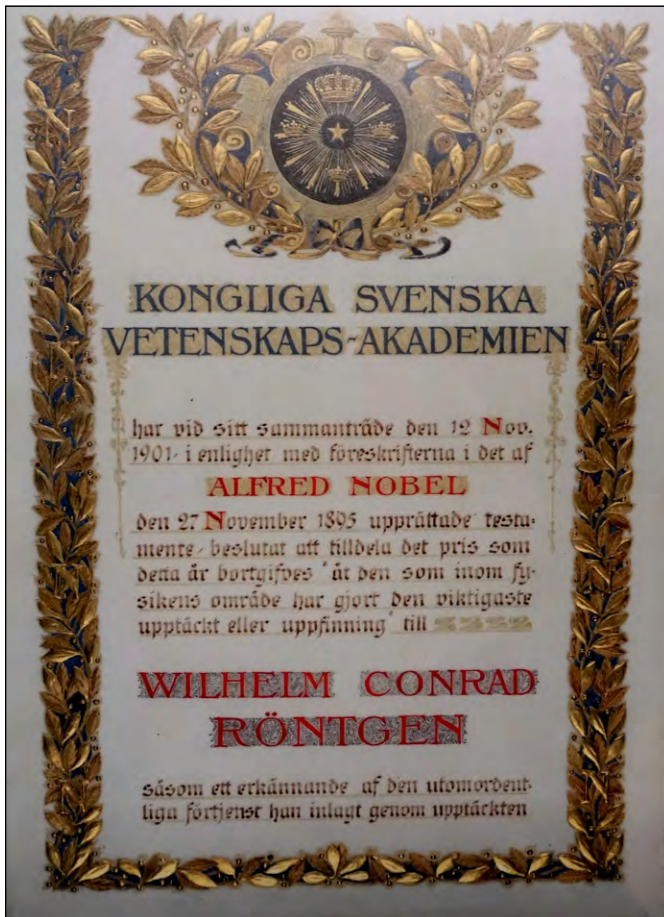 KONGLIGA SVENSKA
VETENSKAPS-AKADEMIEN
har vid sitt sammanträde den 12 Nov.
1901, i enlighet med föreskrifterna i det af
ALFRED NOBEL
den 27 November 1895 upprättade testa-
mente, beslutat att tilldela det pris som
detta år bortgifves "åt den som inom fy-
sikens område har gjort den viktigaste
upptäckt eller uppfinning" till
WILHELM CONRAD
RÖNTGEN
såsom ett erkännande af den utomordent-
liga förtjenst han inlagt genom upptäckten